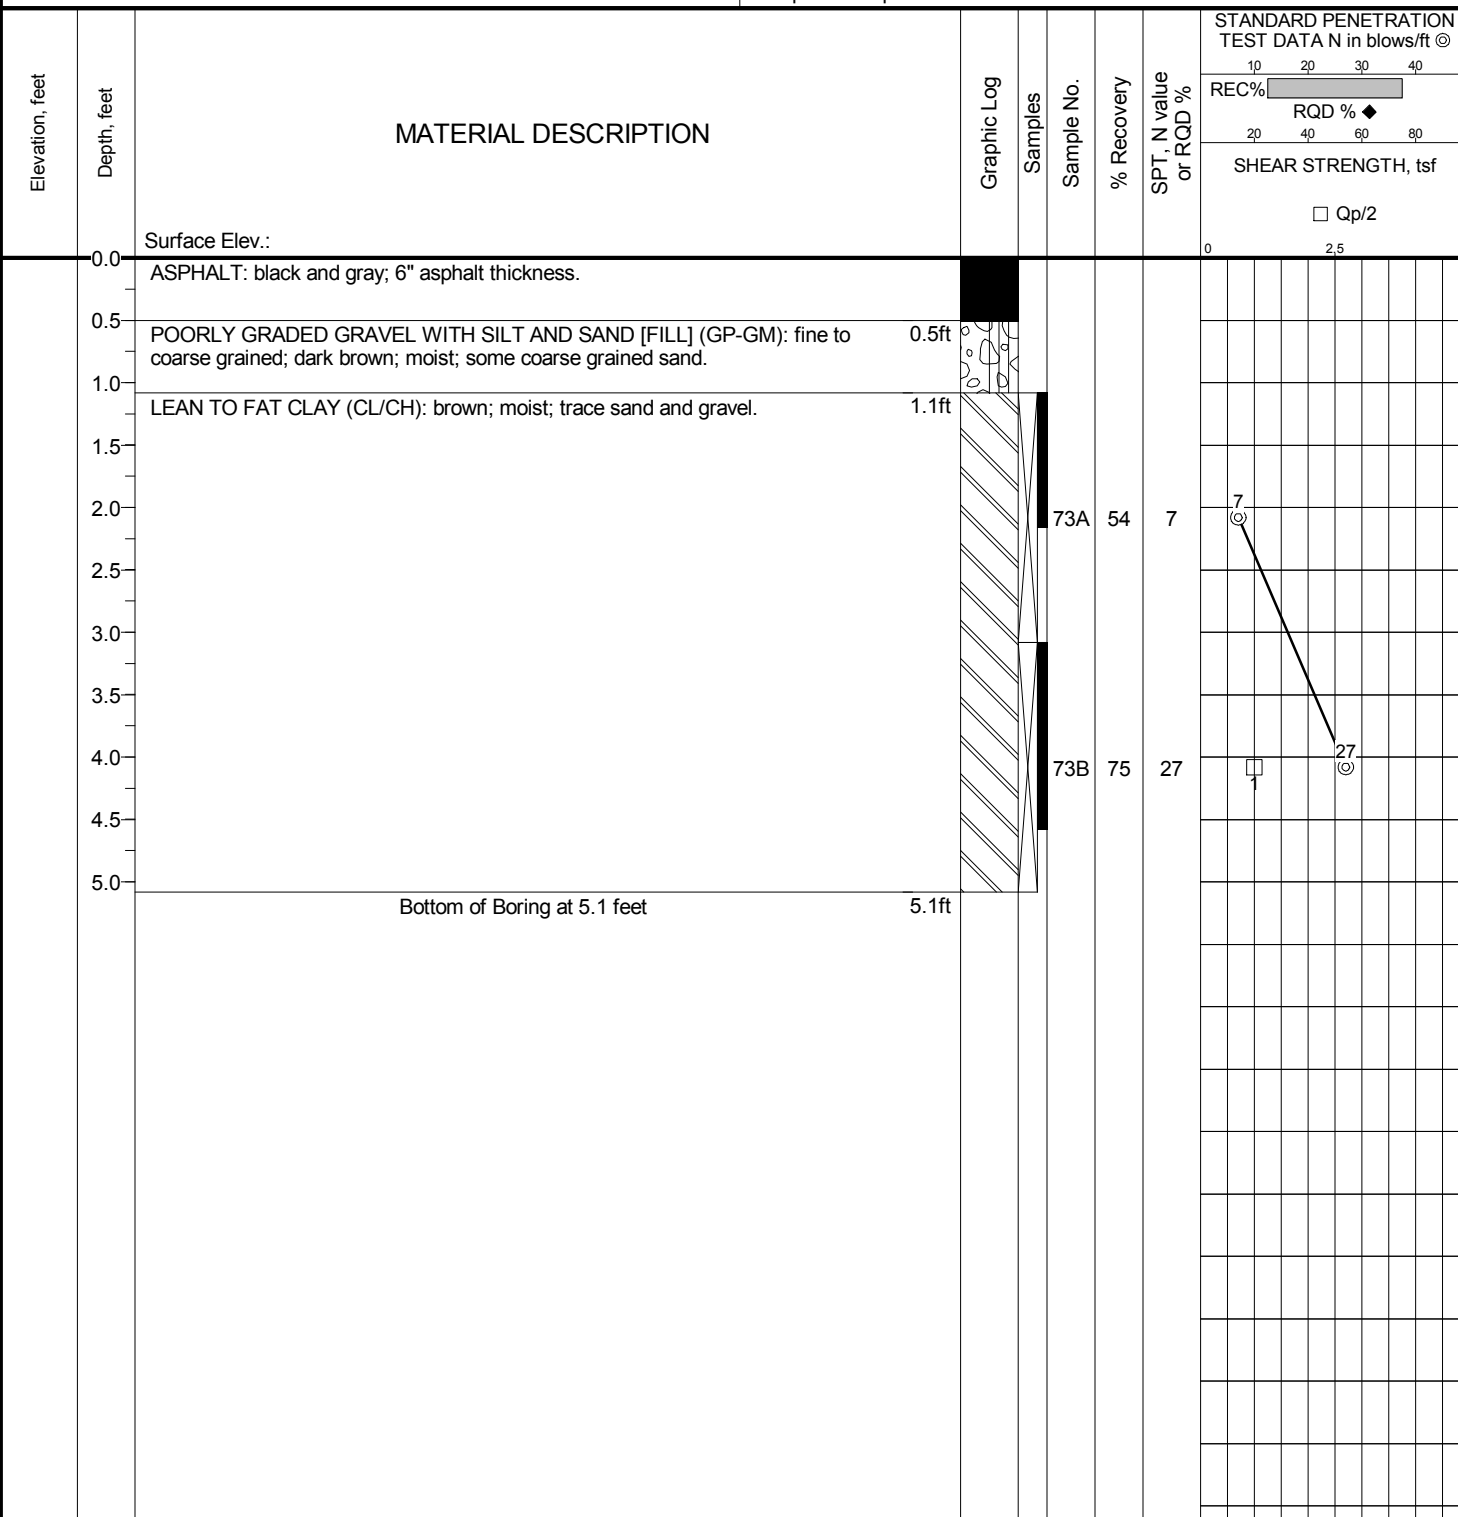 STANDARD PENETRATION
TEST DATA N in blows/ft ◎
10 20 30 40
REC%
RQD % ◆
20 40 60 80
SHEAR STRENGTH, tsf
□ Qp/2
0 2.5
Elevation, feet
Depth, feet
MATERIAL DESCRIPTION
Graphic Log
Samples
Sample No.
% Recovery
SPT, N value
or RQD %
Surface Elev.:
0.0
ASPHALT: black and gray; 6" asphalt thickness.
0.5
POORLY GRADED GRAVEL WITH SILT AND SAND [FILL] (GP-GM): fine to 0.5ft
coarse grained; dark brown; moist; some coarse grained sand.
1.0
LEAN TO FAT CLAY (CL/CH): brown; moist; trace sand and gravel. 1.1ft
1.5
2.0
73A 54 7 7
2.5
3.0
3.5
4.0
73B 75 27 1 27
4.5
5.0
Bottom of Boring at 5.1 feet 5.1ft